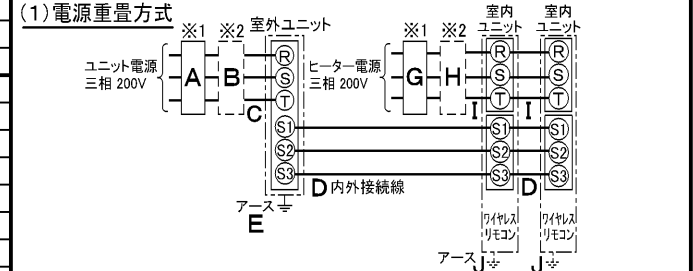 (1)電源重畳方式
※1 ※2 室外ユニット
※1 ※2 室内ユニット 室内ユニット
ユニット電源
三相 200V
A B C
R
S
T
S1
S2
S3
ヒーター電源
三相 200V
G H I I
R R
S S
T T
S1 S1
S2 S2
S3 S3
D 内外接続線
D
アース
E
ワイヤレス
リモコン
ワイヤレス
リモコン
アース J J